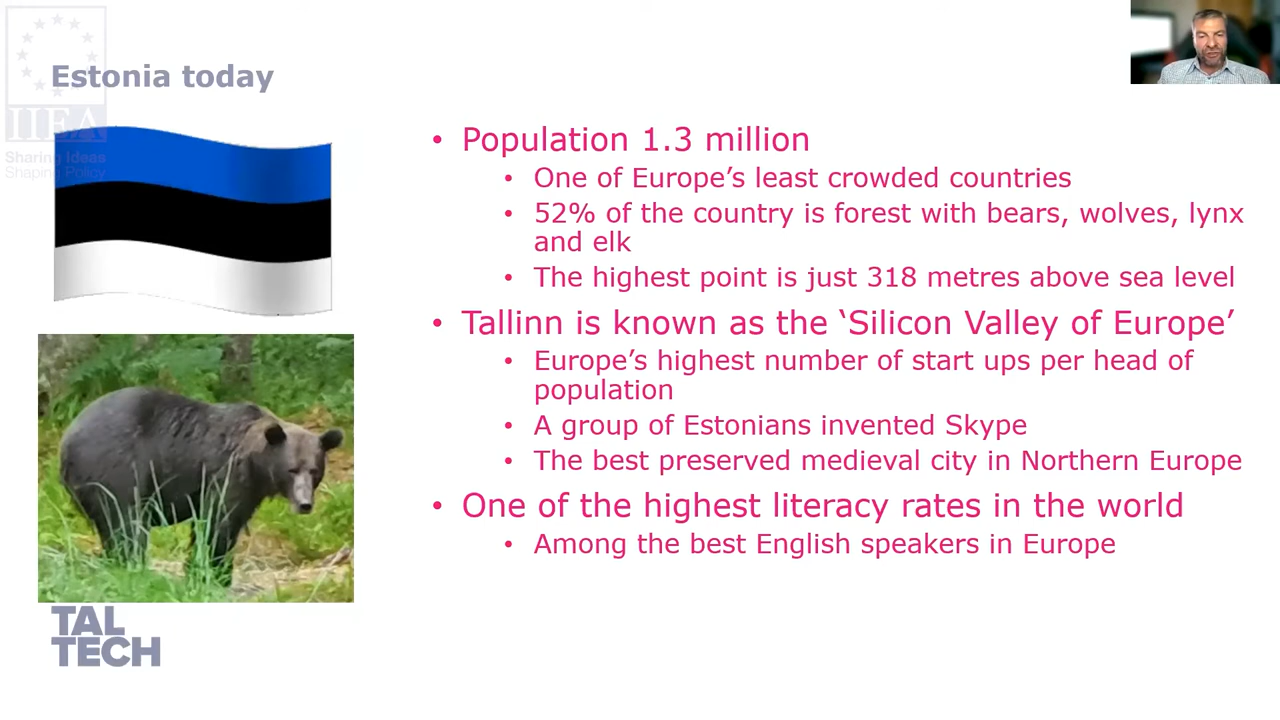 Estonia today
IIEA
Sharing Ideas
Shaping Policy
• Population 1.3 million
• One of Europe’s least crowded countries
• 52% of the country is forest with bears, wolves, lynx
and elk
• The highest point is just 318 metres above sea level
• Tallinn is known as the ‘Silicon Valley of Europe’
• Europe’s highest number of start ups per head of
population
• A group of Estonians invented Skype
• The best preserved medieval city in Northern Europe
• One of the highest literacy rates in the world
• Among the best English speakers in Europe
TAL
TECH